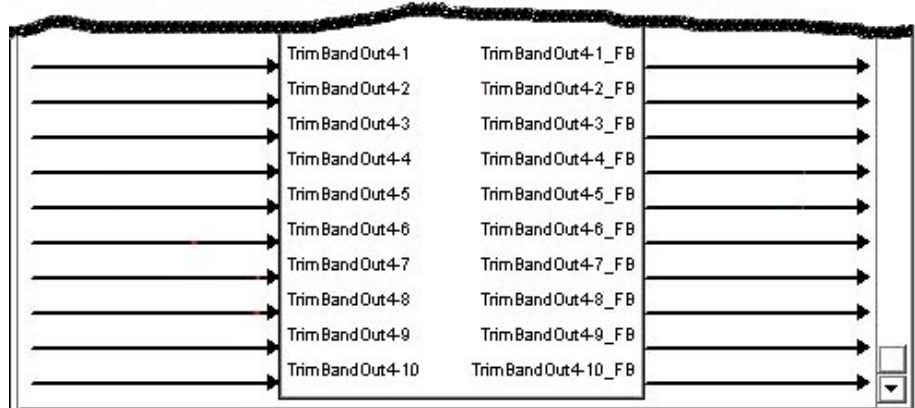 TrimBandOut4-1 TrimBandOut4-1_FB
TrimBandOut4-2 TrimBandOut4-2_FB
TrimBandOut4-3 TrimBandOut4-3_FB
TrimBandOut4-4 TrimBandOut4-4_FB
TrimBandOut4-5 TrimBandOut4-5_FB
TrimBandOut4-6 TrimBandOut4-6_FB
TrimBandOut4-7 TrimBandOut4-7_FB
TrimBandOut4-8 TrimBandOut4-8_FB
TrimBandOut4-9 TrimBandOut4-9_FB
TrimBandOut4-10 TrimBandOut4-10_FB